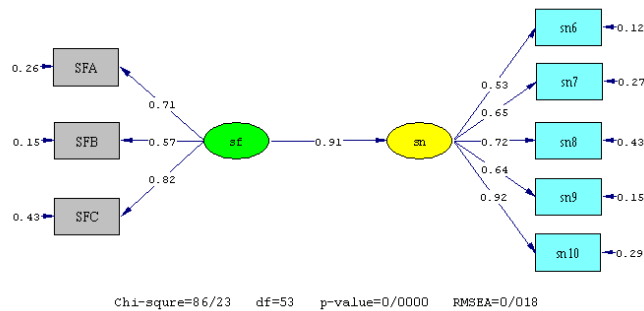 sn6
0.12
0.26
SFA
0.53
sn7
0.27
0.71
0.65
0.15
SFB
0.57
sf
0.91
sn
0.72
sn8
0.43
0.82
0.64
sn9
0.15
0.43
SFC
0.92
sn10
0.29
Chi-squre=86/23 df=53 p-value=0/0000 RMSEA=0/018